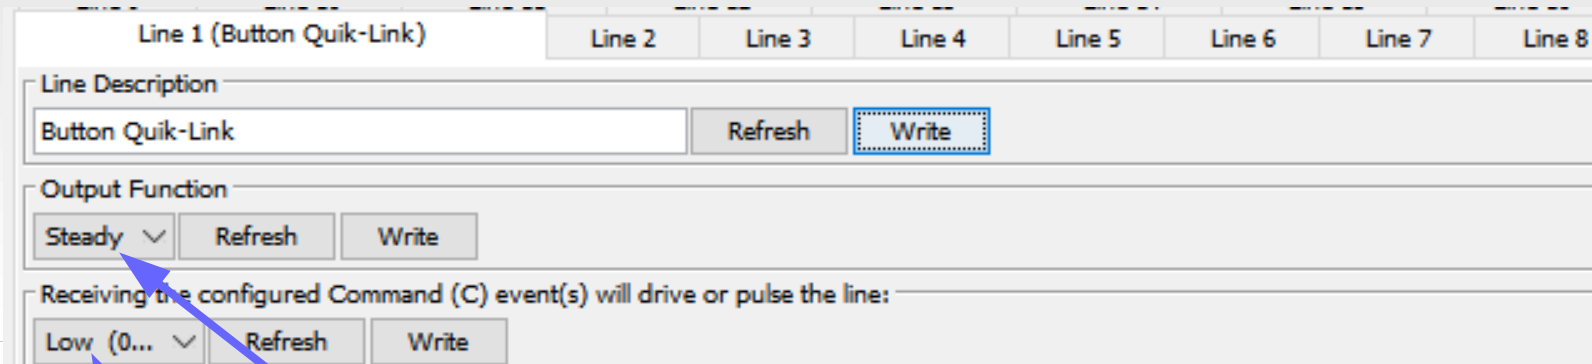 Line 1 (Button Quik-Link) Line 2 Line 3 Line 4 Line 5 Line 6 Line 7 Line 8
Line Description
Button Quik-Link Refresh Write
Output Function
Steady Refresh Write
Receiving the configured Command (C) event(s) will drive or pulse the line:
Low (0... Refresh Write